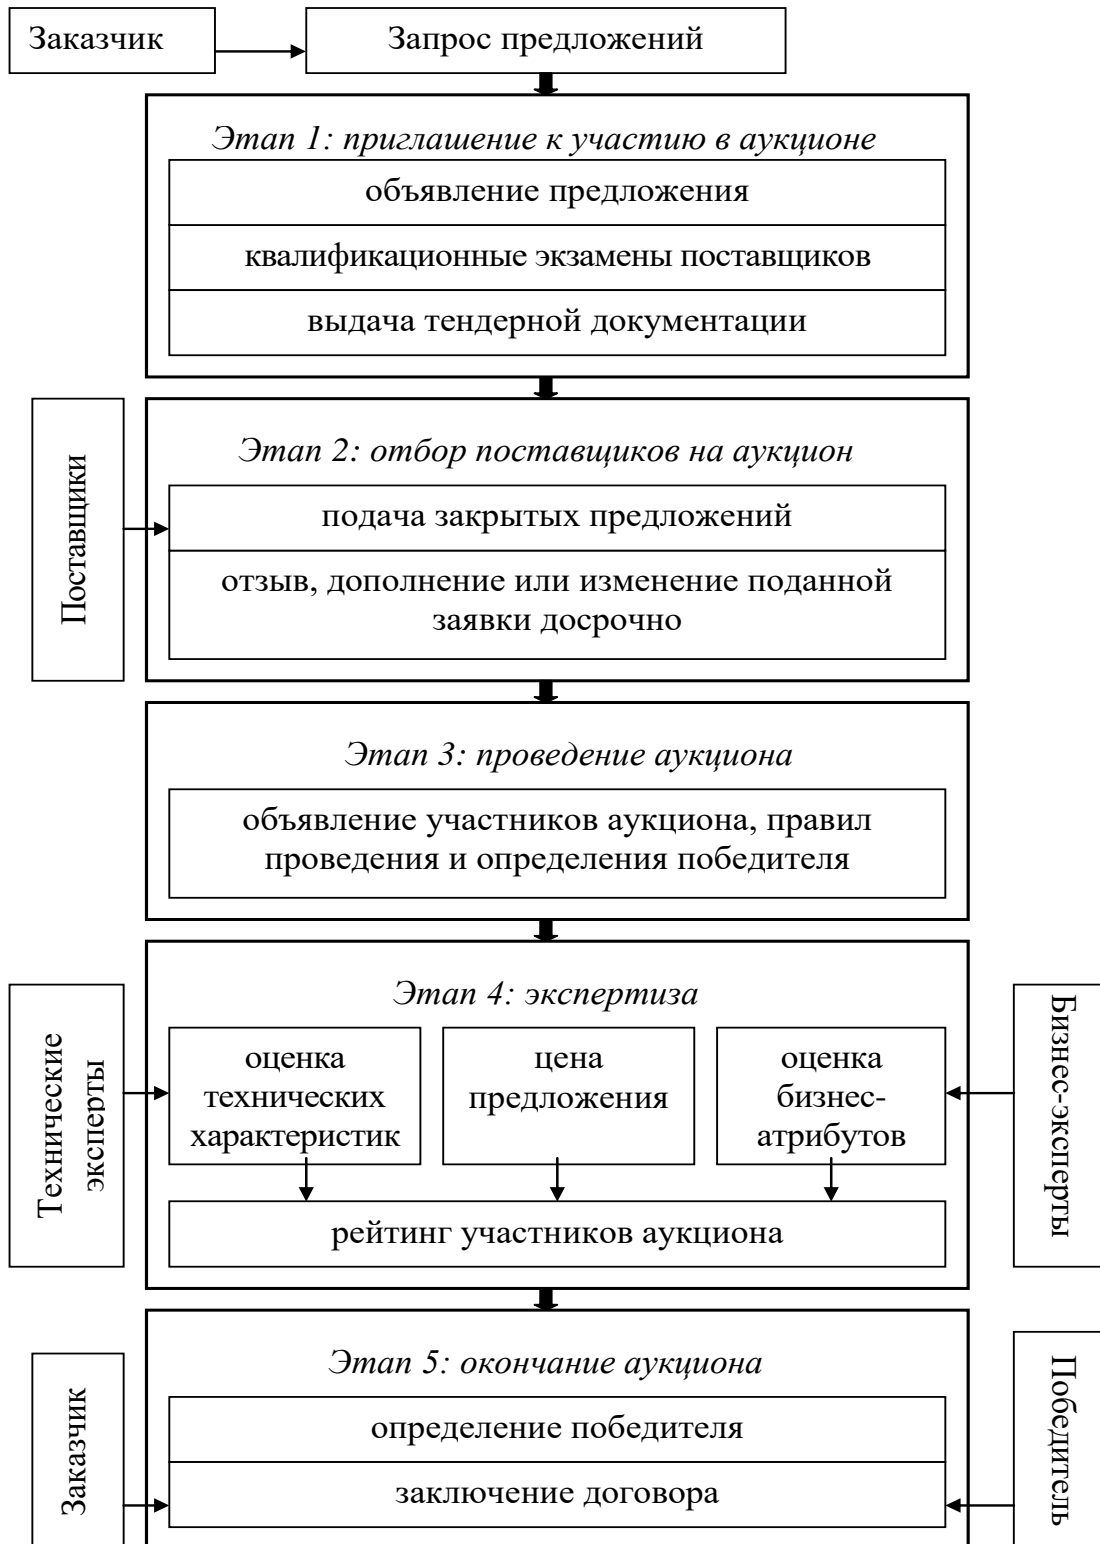 Заказчик
Запрос предложений
Этап 1: приглашение к участию в аукционе
объявление предложения
квалификационные экзамены поставщиков
выдача тендерной документации
Поставщики
Этап 2: отбор поставщиков на аукцион
подача закрытых предложений
отзыв, дополнение или изменение поданной
заявки досрочно
Этап 3: проведение аукциона
объявление участников аукциона, правил
проведения и определения победителя
Этап 4: экспертиза
Технические
эксперты
оценка
технических
характеристик
цена
предложения
оценка
бизнес-
атрибутов
Бизнес-эксперты
рейтинг участников аукциона
Этап 5: окончание аукциона
Заказчик
определение победителя
заключение договора
Победитель